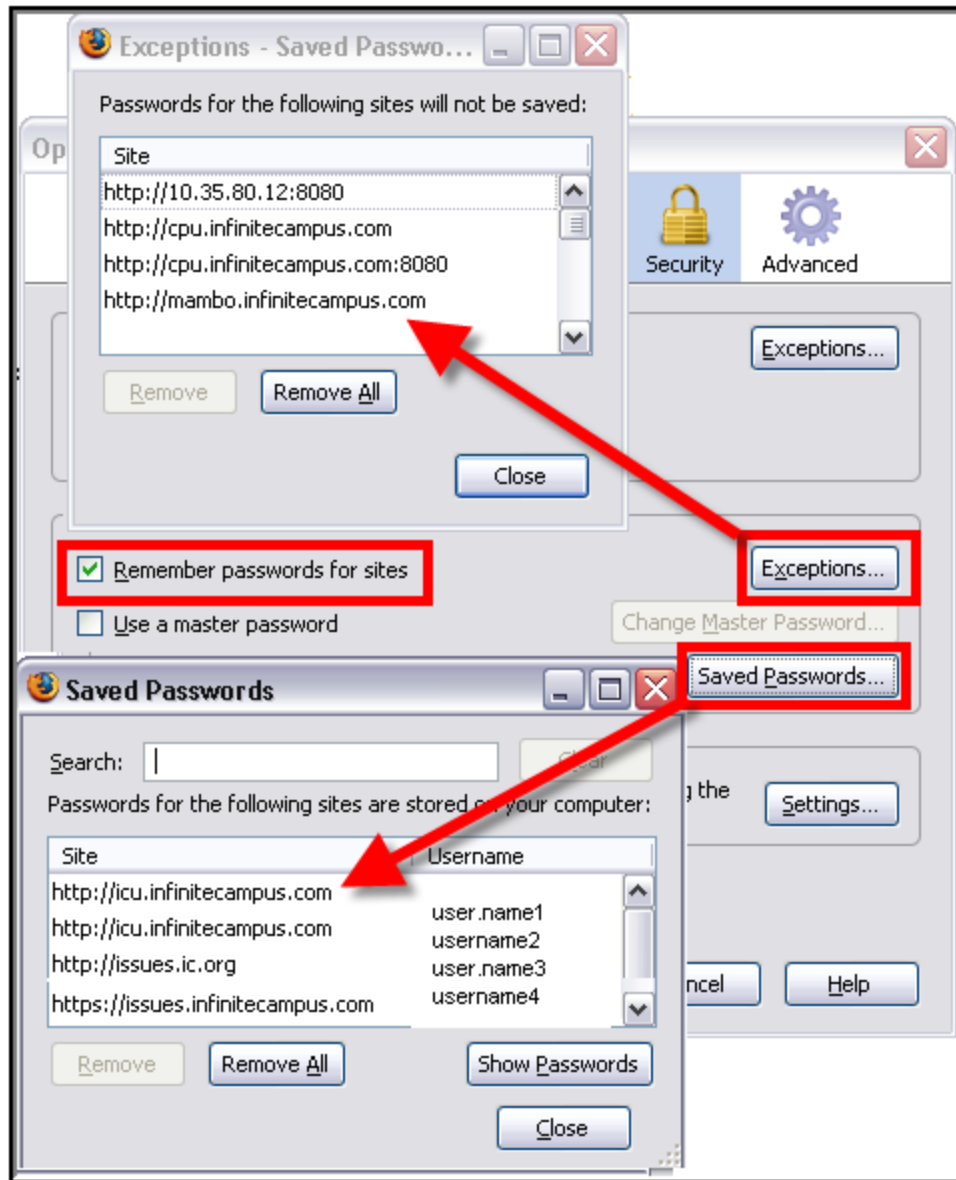 Exceptions - Saved Passwo...
Passwords for the following sites will not be saved:
Op
Site
http://10.35.80.12:8080
http://cpu.infinitecampus.com
http://cpu.infinitecampus.com:8080
http://mambo.infinitecampus.com
Security
Advanced
Exceptions...
Remove
Remove All
Close
Remember passwords for sites
Exceptions...
Use a master password
Change Master Password...
Saved Passwords...
Saved Passwords
Search:
Clear
Passwords for the following sites are stored on your computer:
g the
Settings...
Site
Username
http://icu.infinitecampus.com
http://icu.infinitecampus.com
http://issues.ic.org
https://issues.infinitecampus.com
user.name1
username2
user.name3
username4
ncel
Help
Remove
Remove All
Show Passwords
Close